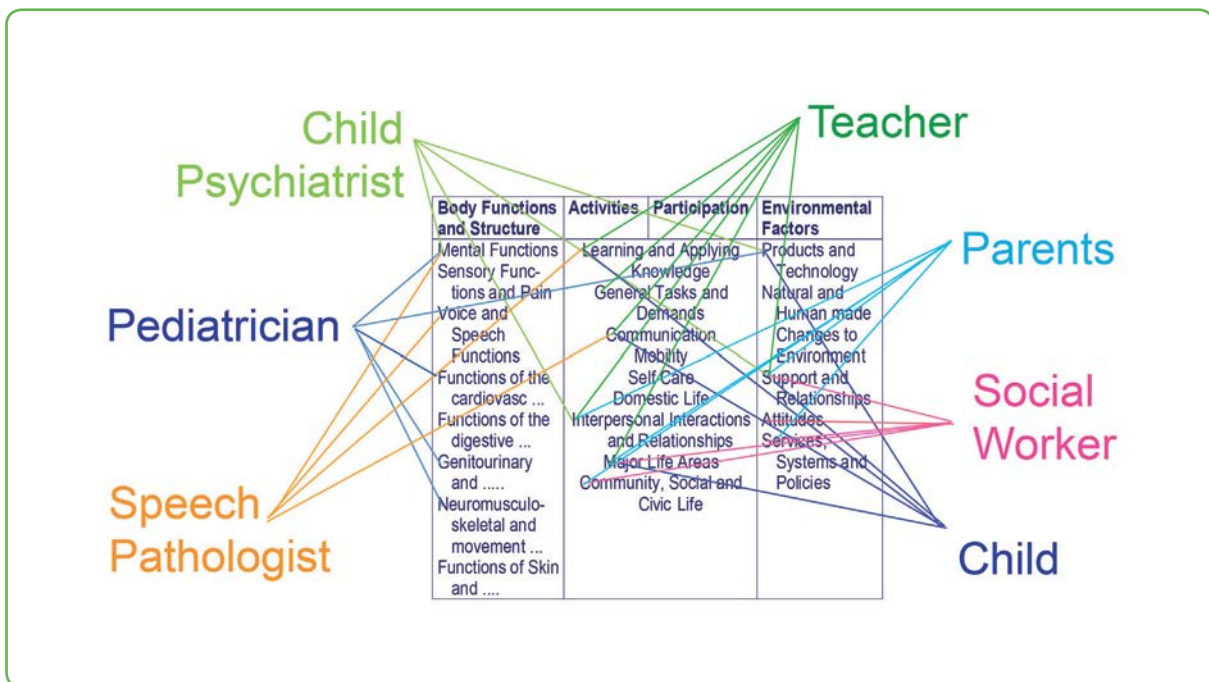 Child
Psychiatrist
Teacher
Pediatrician
Parents
Speech
Pathologist
Social
Worker
Child
Body Functions
and Structure
Activities
Participation
Environmental
Factors
Mental Functions
Sensory Func-
tions and Pain
Voice and
Speech
Functions
Functions of the
cardiovasc ...
Functions of the
digestive ...
Genitourinary
and .....
Neuromusculo-
skeletal and
movement ...
Functions of Skin
and ....
Learning and Applying
Knowledge
General Tasks and
Demands
Communication
Mobility
Self Care
Domestic Life
Interpersonal Interactions
and Relationships
Major Life Areas
Community, Social and
Civic Life
Products and
Technology
Natural and
Human made
Changes to
Environment
Support and
Relationships
Attitudes
Services,
Systems and
Policies